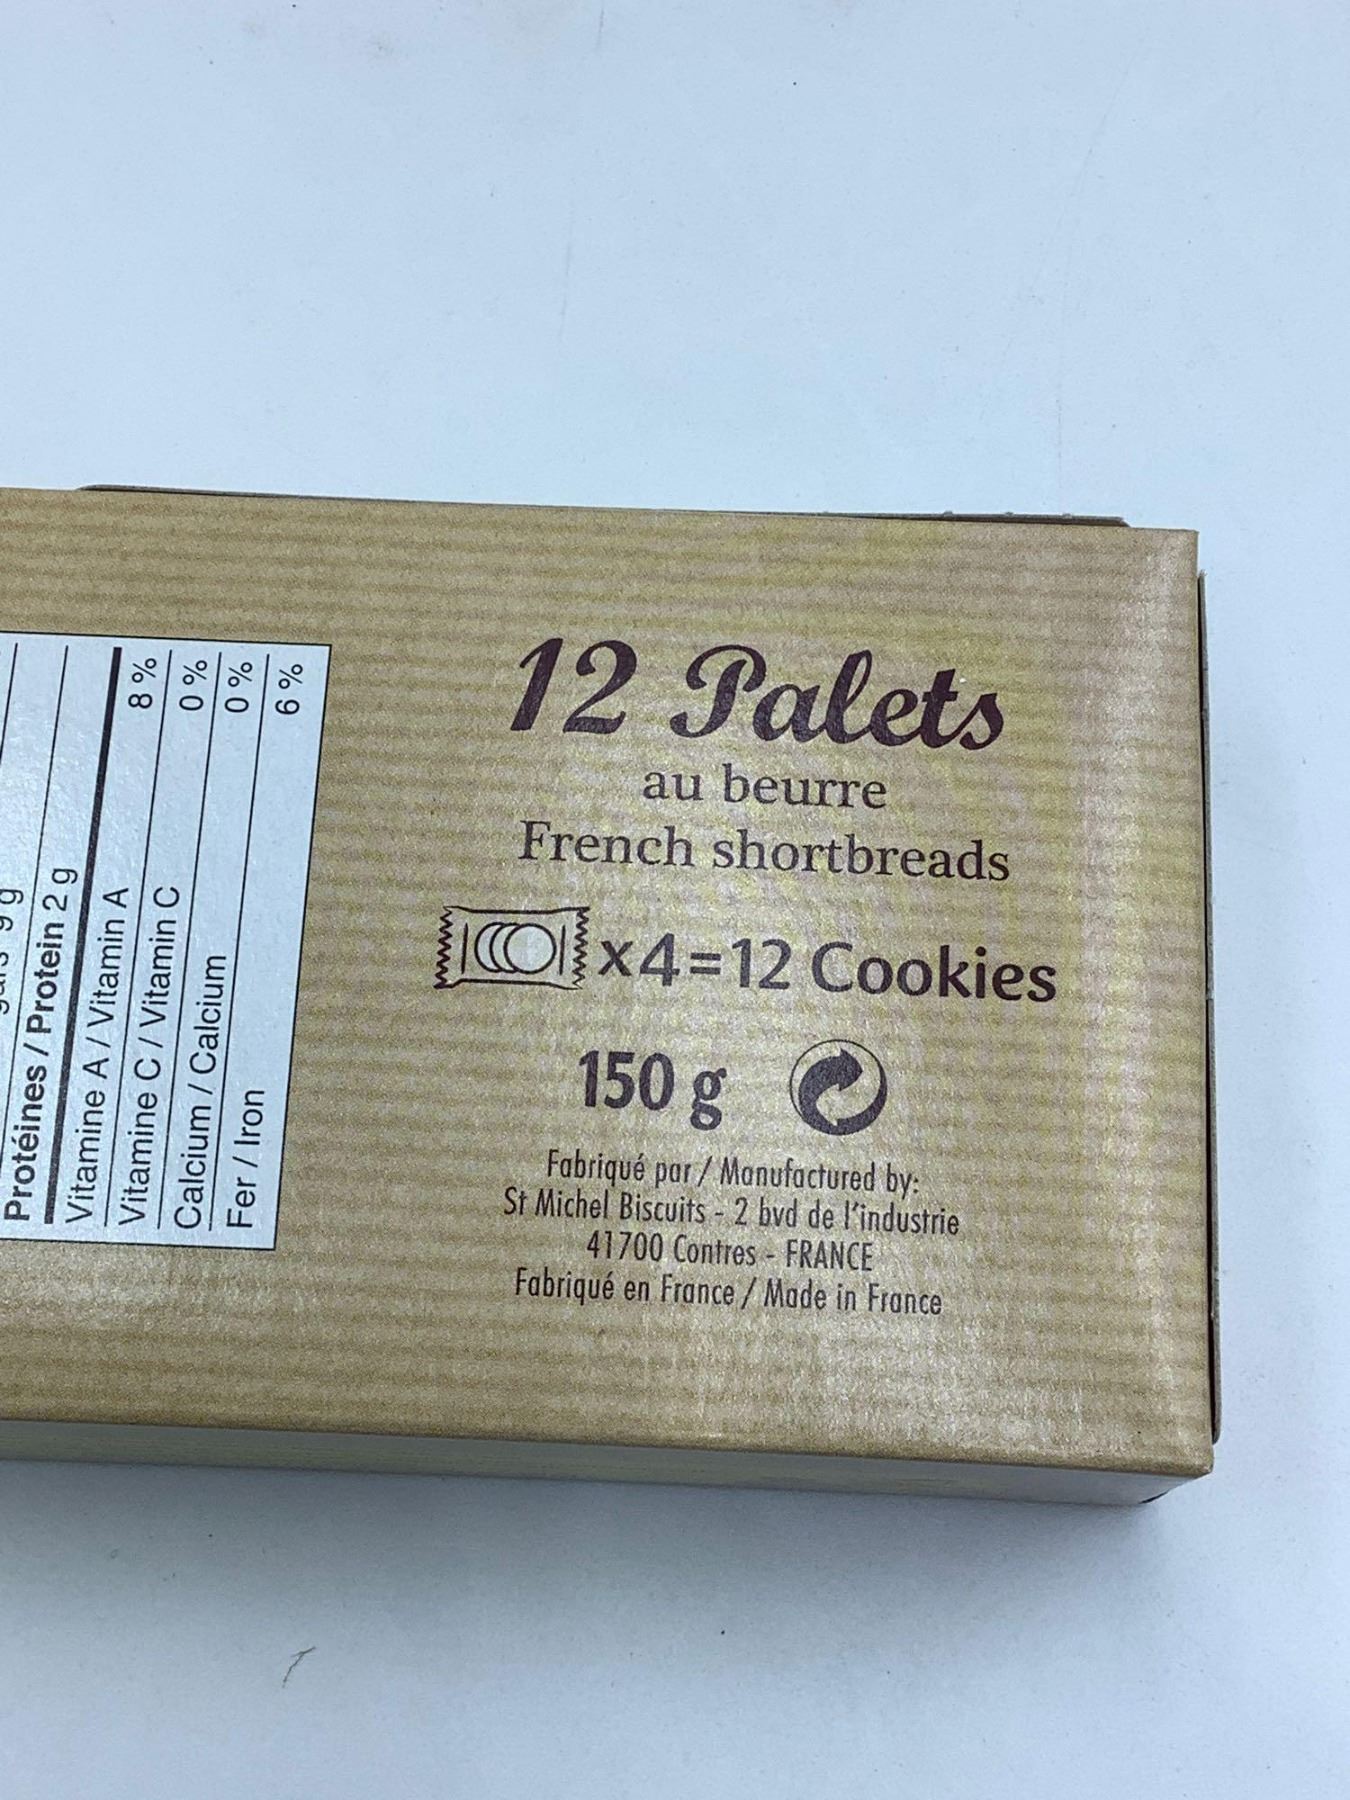 12 Palets
au beurre
French shortbreads
x4=12 Cookies
150 g
Fabriqué par / Manufactured by:
St Michel Biscuits - 2 bvd de l'industrie
41700 Contres - FRANCE
Fabriqué en France / Made in France
9 g
Protéines / Protein 2 g
Vitamine A / Vitamin A 8 %
Vitamine C / Vitamin C 0 %
Calcium / Calcium 0 %
Fer / Iron 6 %